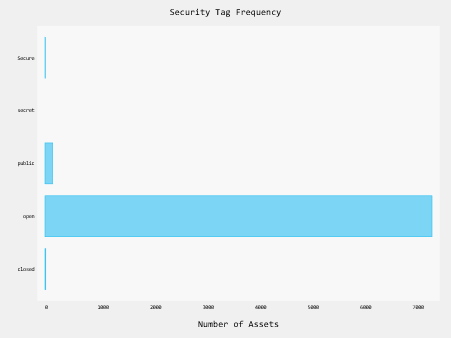 Security Tag Frequency
Secure
secret
public
open
closed
0 1000 2000 3000 4000 5000 6000 7000
Number of Assets